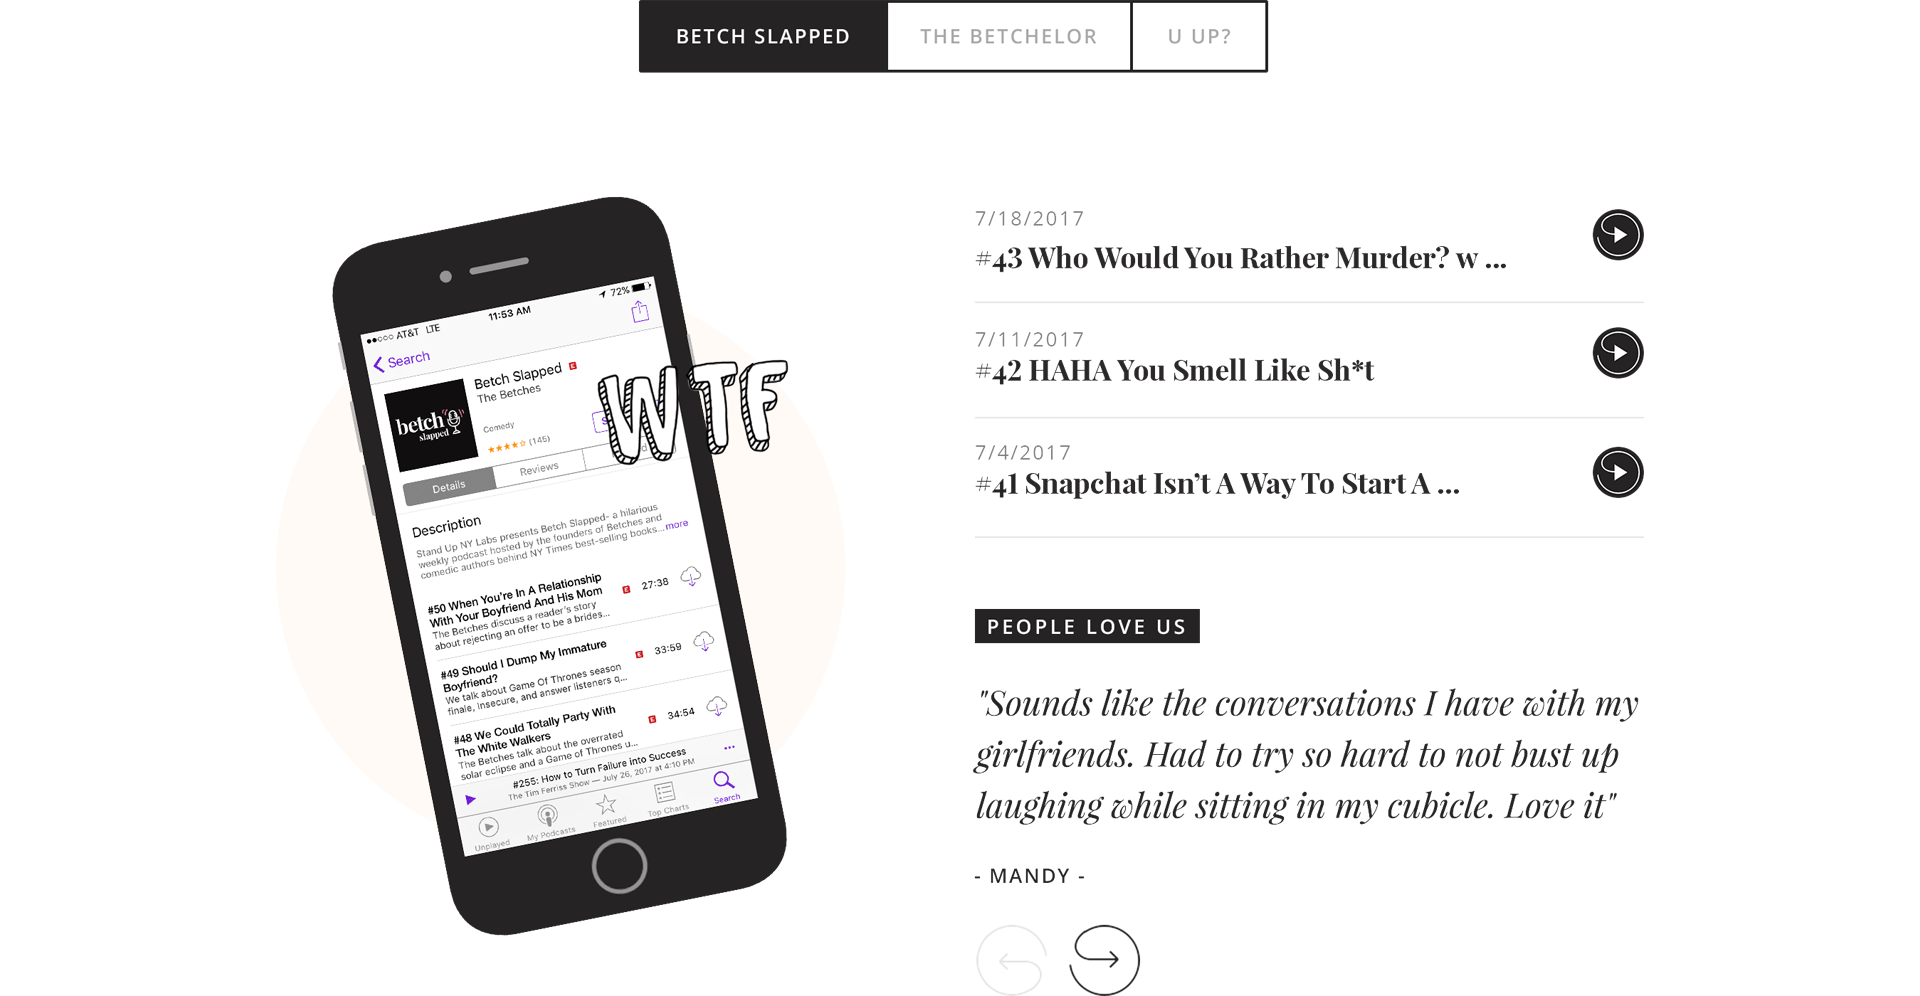 BETCH SLAPPED
THE BETCHELOR
U UP?
AT&T LTE
11:53 AM
72%
Search
betch
slapped
Betch Slapped E
The Betches
Comedy
(145)
WTF
Details
Reviews
Description
Stand Up NY Labs presents Betch Slapped- a hilarious
weekly podcast hosted by the founders of Betches and
comedic authors behind NY Times best-selling books... more
#50 When You're In A Relationship
With Your Boyfriend And His Mom
The Betches discuss a reader's story
about rejecting an offer to be a brides...
E 27:38
#49 Should I Dump My Immature
Boyfriend?
We talk about Game Of Thrones season
finale, Insecure, and answer listeners q...
E 33:59
#48 We Could Totally Party With
The White Walkers
The Betches talk about the overrated
solar eclipse and a Game of Thrones u...
E 34:54
#255: How to Turn Failure into Success
The Tim Ferriss Show — July 26, 2017 at 4:10 PM
Unplayed
My Podcasts
Featured
Top Charts
Search
7/18/2017
#43 Who Would You Rather Murder? w ...
7/11/2017
#42 HAHA You Smell Like Sh*t
7/4/2017
#41 Snapchat Isn’t A Way To Start A ...
PEOPLE LOVE US
"Sounds like the conversations I have with my
girlfriends. Had to try so hard to not bust up
laughing while sitting in my cubicle. Love it"
- MANDY -